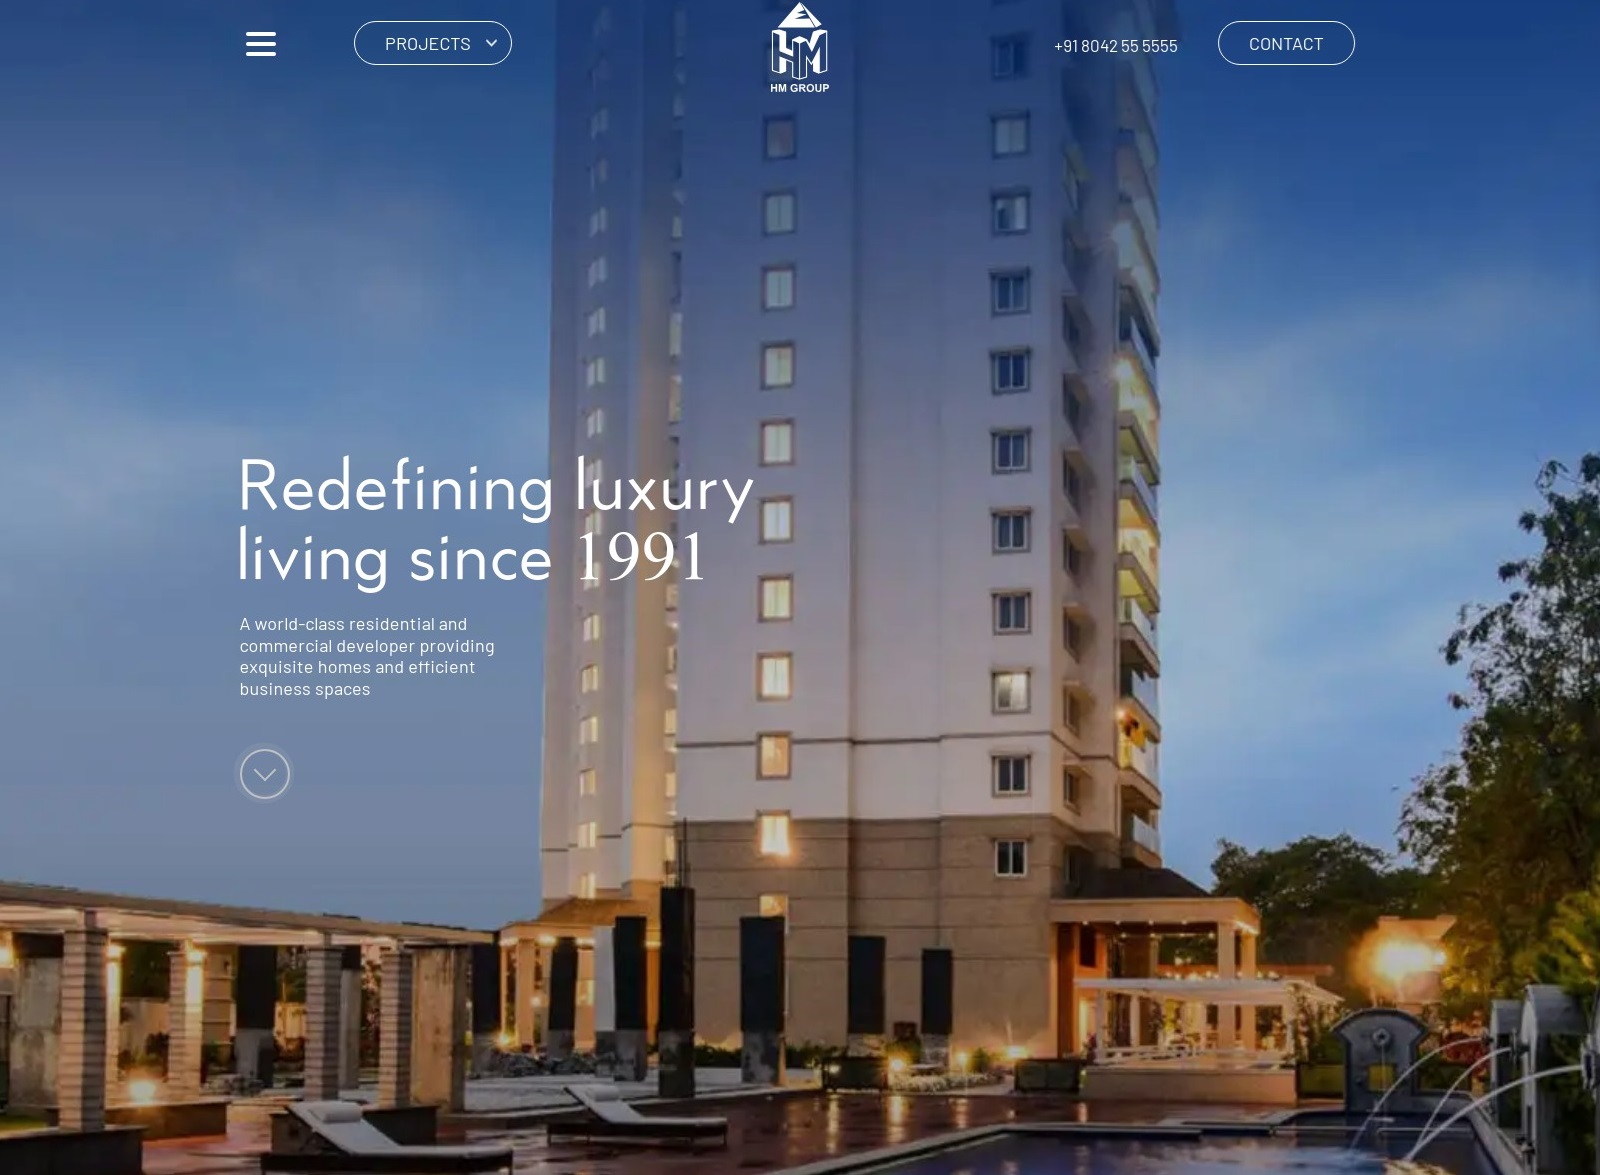 PROJECTS
HM GROUP
+91 8042 55 5555
CONTACT
Redefining luxury
living since 1991
A world-class residential and
commercial developer providing
exquisite homes and efficient
business spaces